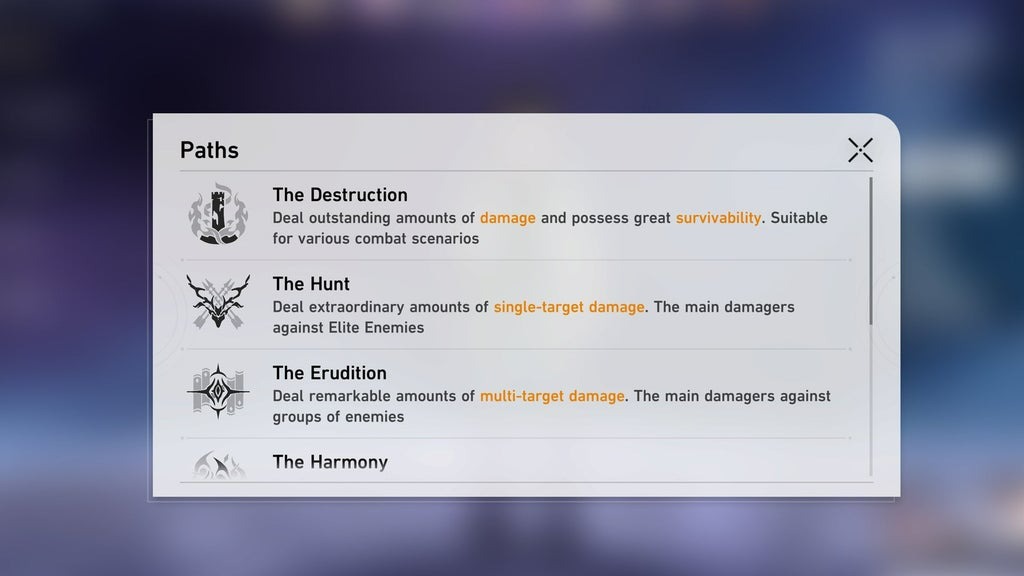 Paths
The Destruction
Deal outstanding amounts of damage and possess great survivability. Suitable
for various combat scenarios
The Hunt
Deal extraordinary amounts of single-target damage. The main damagers
against Elite Enemies
The Erudition
Deal remarkable amounts of multi-target damage. The main damagers against
groups of enemies
The Harmony